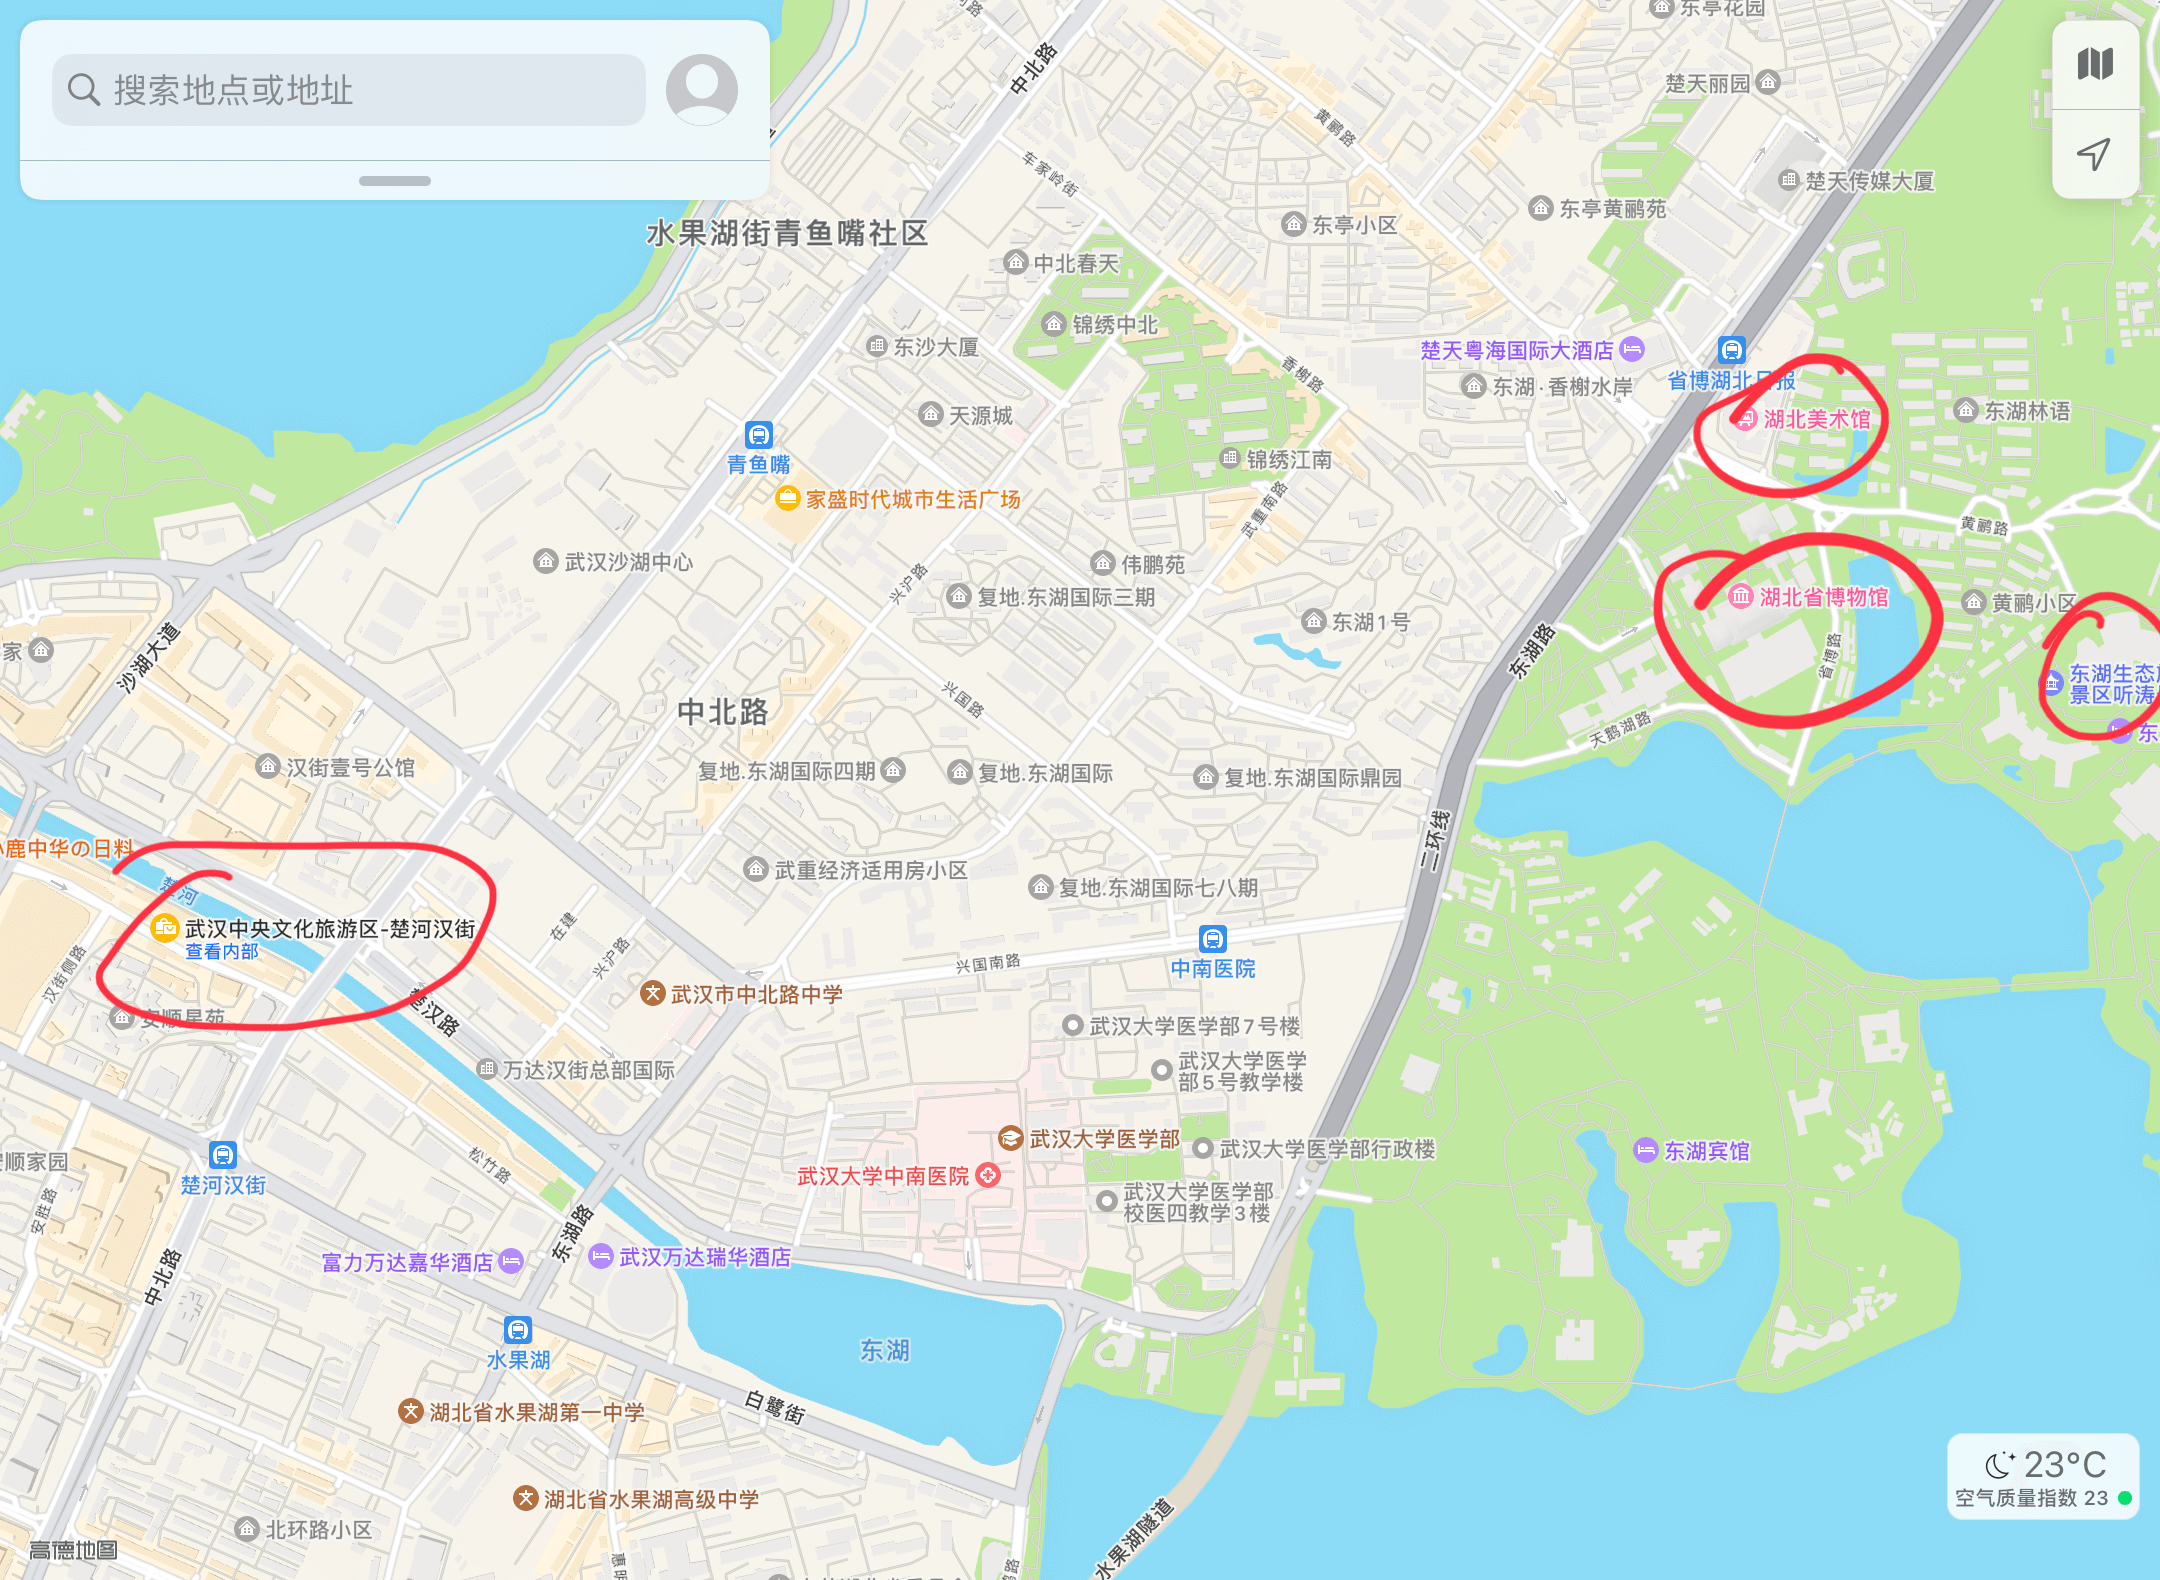 搜索地点或地址
中北路
东亭花园
楚天丽园
黄鹂路
车家岭街
楚天传媒大厦
水果湖街青鱼嘴社区
东亭小区
东亭黄鹂苑
中北春天
锦绣中北
东沙大厦
楚天粤海国际大酒店
省博湖北日报
香榭路
东湖·香榭水岸
天源城
湖北美术馆
东湖林语
青鱼嘴
锦绣江南
家盛时代城市生活广场
武重南路
黄鹂路
武汉沙湖中心
伟鹏苑
兴沪路
复地.东湖国际三期
湖北省博物馆
黄鹂小区
东湖1号
沙湖大道
家
东湖路
省博路
东湖生态
景区听涛
东
兴国路
中北路
天鹅湖路
汉街壹号公馆
复地.东湖国际四期
复地.东湖国际
复地.东湖国际鼎园
二环线
小鹿中华の日料
武重经济适用房小区
复地.东湖国际七八期
楚河
武汉中央文化旅游区-楚河汉街
查看内部
在建
兴沪路
汉街侧路
兴国南路
中南医院
武汉市中北路中学
楚汉路
安顺星苑
武汉大学医学部7号楼
万达汉街总部国际
武汉大学医学
部5号教学楼
武汉大学医学部
武汉大学医学部行政楼
东湖宾馆
安顺家园
楚河汉街
松竹路
武汉大学中南医院
武汉大学医学部
校医四教学3楼
安胜路
东湖路
富力万达嘉华酒店
武汉万达瑞华酒店
中北路
水果湖
东湖
白鹭街
湖北省水果湖第一中学
湖北省水果湖高级中学
北环路小区
高德地图
水果湖隧道
23°C
空气质量指数 23